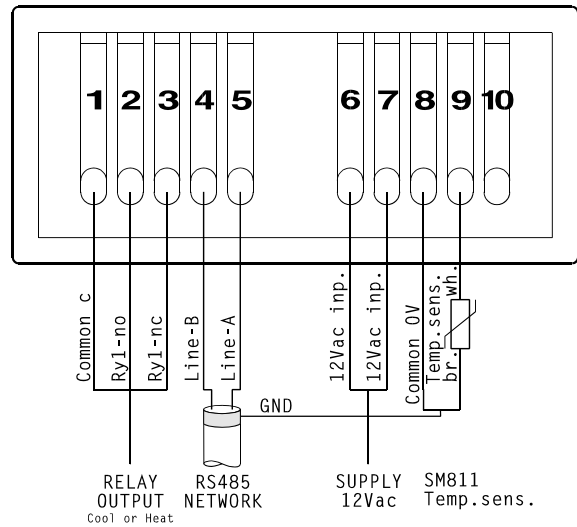 1 2 3 4 5 6 7 8 9 10
Common c
Ry1-no
Ry1-nc
Line-B
Line-A
12Vac inp.
12Vac inp.
Common 0V
Temp.sens.
br. wh.
GND
RELAY
OUTPUT
Cool or Heat
RS485
NETWORK
SUPPLY
12Vac
SM811
Temp.sens.